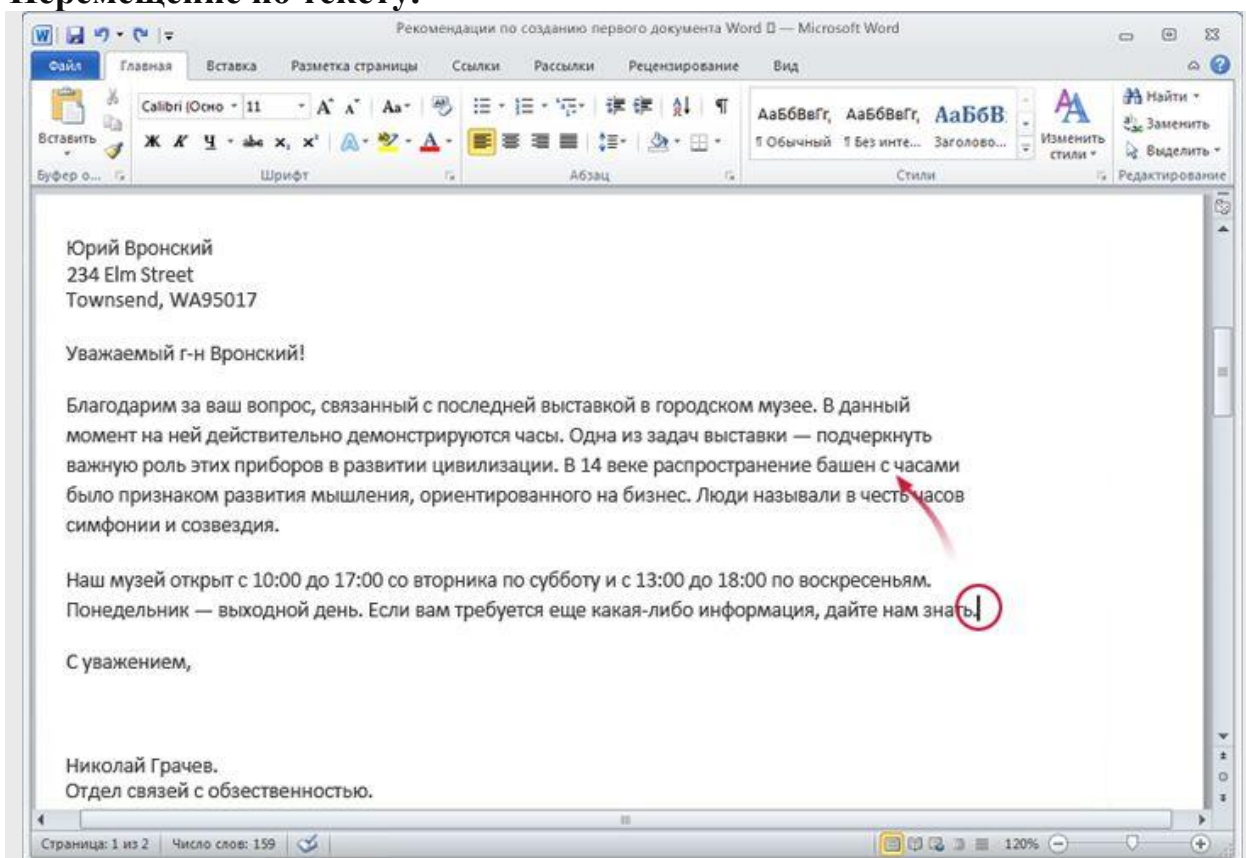 Перемещение по тексту.
Рекомендации по созданию первого документа Word — Microsoft Word
Файл Главная Вставка Разметка страницы Ссылки Рассылки Рецензирование Вид
Вставить
Calibri (Осно 11
Ж К Ч abc x, x²
АаБбВвГг, АаБбВвГг, АаБбВ
¶ Обычный ¶ Без инте... Заголово...
Изменить стили
Найти
Заменить
Выделить
Буфер о... Шрифт Абзац Стили Редактирование
Юрий Вронский
234 Elm Street
Townsend, WA95017
Уважаемый г-н Вронский!
Благодарим за ваш вопрос, связанный с последней выставкой в городском музее. В данный
момент на ней действительно демонстрируются часы. Одна из задач выставки — подчеркнуть
важную роль этих приборов в развитии цивилизации. В 14 веке распространение башен с часами
было признаком развития мышления, ориентированного на бизнес. Люди называли в честь часов
симфонии и созвездия.
Наш музей открыт с 10:00 до 17:00 со вторника по субботу и с 13:00 до 18:00 по воскресеньям.
Понедельник — выходной день. Если вам требуется еще какая-либо информация, дайте нам знать.
С уважением,
Николай Грачев.
Отдел связей с обзественностью.
Страница: 1 из 2 Число слов: 159 120%